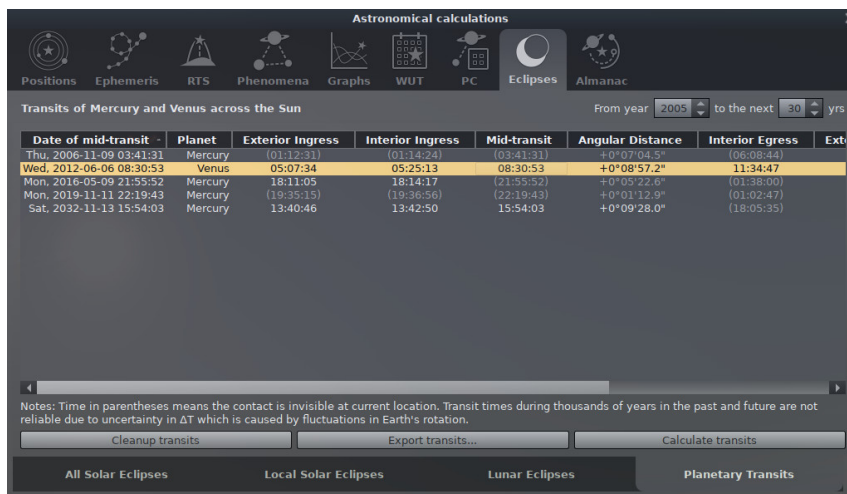 Astronomical calculations
Positions Ephemeris RTS Phenomena Graphs WUT PC Eclipses Almanac
Transits of Mercury and Venus across the Sun From year 2005 to the next 30 yrs
Date of mid-transit Planet Exterior Ingress Interior Ingress Mid-transit Angular Distance Interior Egress
Thu, 2006-11-09 03:41:31 Mercury (01:12:31) (01:14:24) (03:41:31) +0°07'04.5" (06:08:44)
Wed, 2012-06-06 08:30:53 Venus 05:07:34 05:25:13 08:30:53 +0°08'57.2" 11:34:47
Mon, 2016-05-09 21:55:52 Mercury 18:11:05 18:14:17 (21:55:52) +0°05'22.6" (01:38:00)
Mon, 2019-11-11 22:19:43 Mercury (19:35:15) (19:36:56) (22:19:43) +0°01'12.9" (01:02:47)
Sat, 2032-11-13 15:54:03 Mercury 13:40:46 13:42:50 15:54:03 +0°09'28.0" (18:05:35)
Notes: Time in parentheses means the contact is invisible at current location. Transit times during thousands of years in the past and future are not
reliable due to uncertainty in ΔT which is caused by fluctuations in Earth's rotation.
Cleanup transits Export transits... Calculate transits
All Solar Eclipses Local Solar Eclipses Lunar Eclipses Planetary Transits